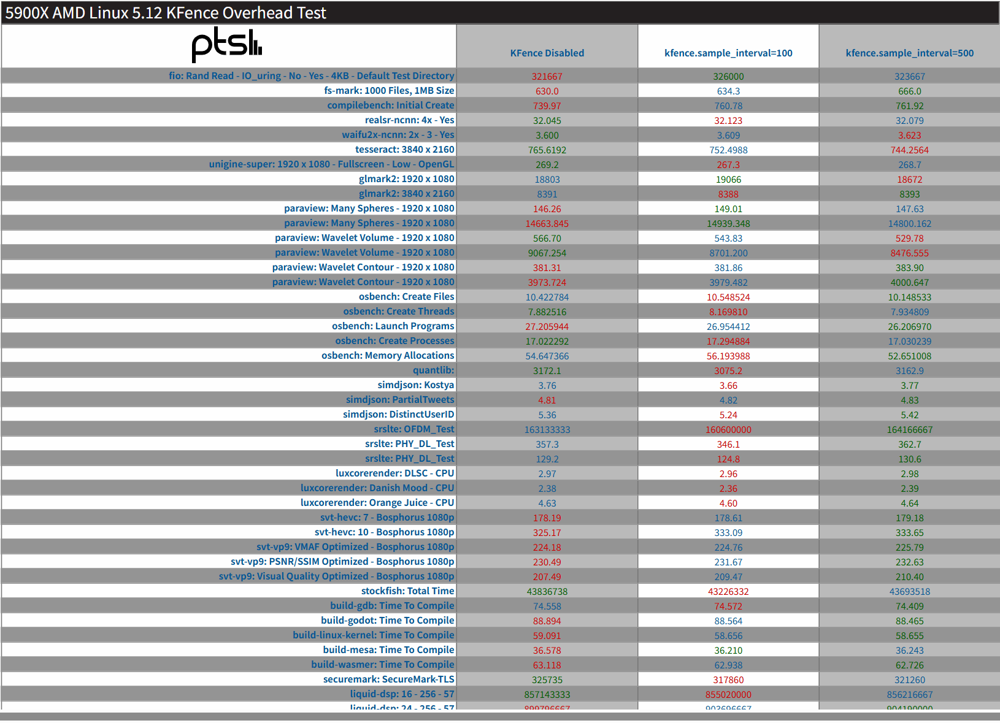 5900X AMD Linux 5.12 KFence Overhead Test
ptsl
KFence Disabled kfence.sample_interval=100 kfence.sample_interval=500
fio: Rand Read - IO_uring - No - Yes - 4KB - Default Test Directory 321667 326000 323667
fs-mark: 1000 Files, 1MB Size 630.0 634.3 666.0
compilebench: Initial Create 739.97 760.78 761.92
realsr-ncnn: 4x - Yes 32.045 32.123 32.079
waifu2x-ncnn: 2x - 3 - Yes 3.600 3.609 3.623
tesseract: 3840 x 2160 765.6192 752.4988 744.2564
unigine-super: 1920 x 1080 - Fullscreen - Low - OpenGL 269.2 267.3 268.7
glmark2: 1920 x 1080 18803 19066 18672
glmark2: 3840 x 2160 8391 8388 8393
paraview: Many Spheres - 1920 x 1080 146.26 149.01 147.63
paraview: Many Spheres - 1920 x 1080 14663.845 14939.348 14800.162
paraview: Wavelet Volume - 1920 x 1080 566.70 543.83 529.78
paraview: Wavelet Volume - 1920 x 1080 9067.254 8701.200 8476.555
paraview: Wavelet Contour - 1920 x 1080 381.31 381.86 383.90
paraview: Wavelet Contour - 1920 x 1080 3973.724 3979.482 4000.647
osbench: Create Files 10.422784 10.548524 10.148533
osbench: Create Threads 7.882516 8.169810 7.934809
osbench: Launch Programs 27.205944 26.954412 26.206970
osbench: Create Processes 17.022292 17.294884 17.030239
osbench: Memory Allocations 54.647366 56.193988 52.651008
quantlib: 3172.1 3075.2 3162.9
simdjson: Kostya 3.76 3.66 3.77
simdjson: PartialTweets 4.81 4.82 4.83
simdjson: DistinctUserID 5.36 5.24 5.42
srslte: OFDM_Test 163133333 160600000 164166667
srslte: PHY_DL_Test 357.3 346.1 362.7
srslte: PHY_DL_Test 129.2 124.8 130.6
luxcorerender: DLSC - CPU 2.97 2.96 2.98
luxcorerender: Danish Mood - CPU 2.38 2.36 2.39
luxcorerender: Orange Juice - CPU 4.63 4.60 4.64
svt-hevc: 7 - Bosphorus 1080p 178.19 178.61 179.18
svt-hevc: 10 - Bosphorus 1080p 325.17 333.09 333.65
svt-vp9: VMAF Optimized - Bosphorus 1080p 224.18 224.76 225.79
svt-vp9: PSNR/SSIM Optimized - Bosphorus 1080p 230.49 231.67 232.63
svt-vp9: Visual Quality Optimized - Bosphorus 1080p 207.49 209.47 210.40
stockfish: Total Time 43836738 43226332 43693518
build-gdb: Time To Compile 74.558 74.572 74.409
build-godot: Time To Compile 88.894 88.564 88.465
build-linux-kernel: Time To Compile 59.091 58.656 58.655
build-mesa: Time To Compile 36.578 36.210 36.243
build-wasmer: Time To Compile 63.118 62.938 62.726
securemark: SecureMark-TLS 325735 317860 321260
liquid-dsp: 16 - 256 - 57 857143333 855020000 856216667
liquid-dsp: 24 - 256 - 57 899796667 903696667 904190000